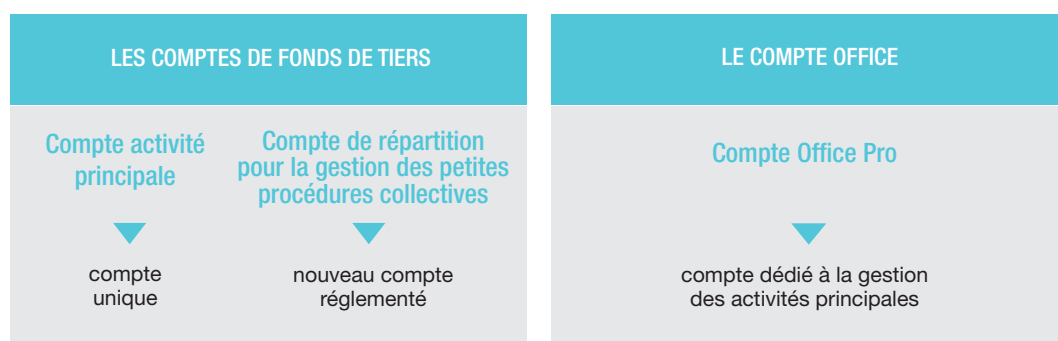 LES COMPTES DE FONDS DE TIERS
Compte activité
principale
compte
unique
Compte de répartition
pour la gestion des petites
procédures collectives
nouveau compte
réglementé
LE COMPTE OFFICE
Compte Office Pro
compte dédié à la gestion
des activités principales